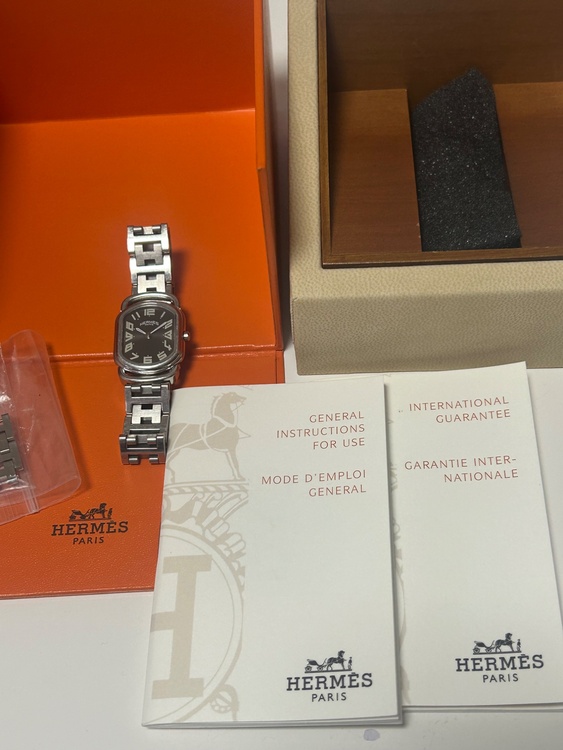 HERMÈS
PARIS
GENERAL
INSTRUCTIONS
FOR USE
MODE D'EMPLOI
GENERAL
H
HERMÈS
PARIS
INTERNATIONAL
GUARANTEE
GARANTIE INTER-
NATIONALE
HERMÈS
PARIS